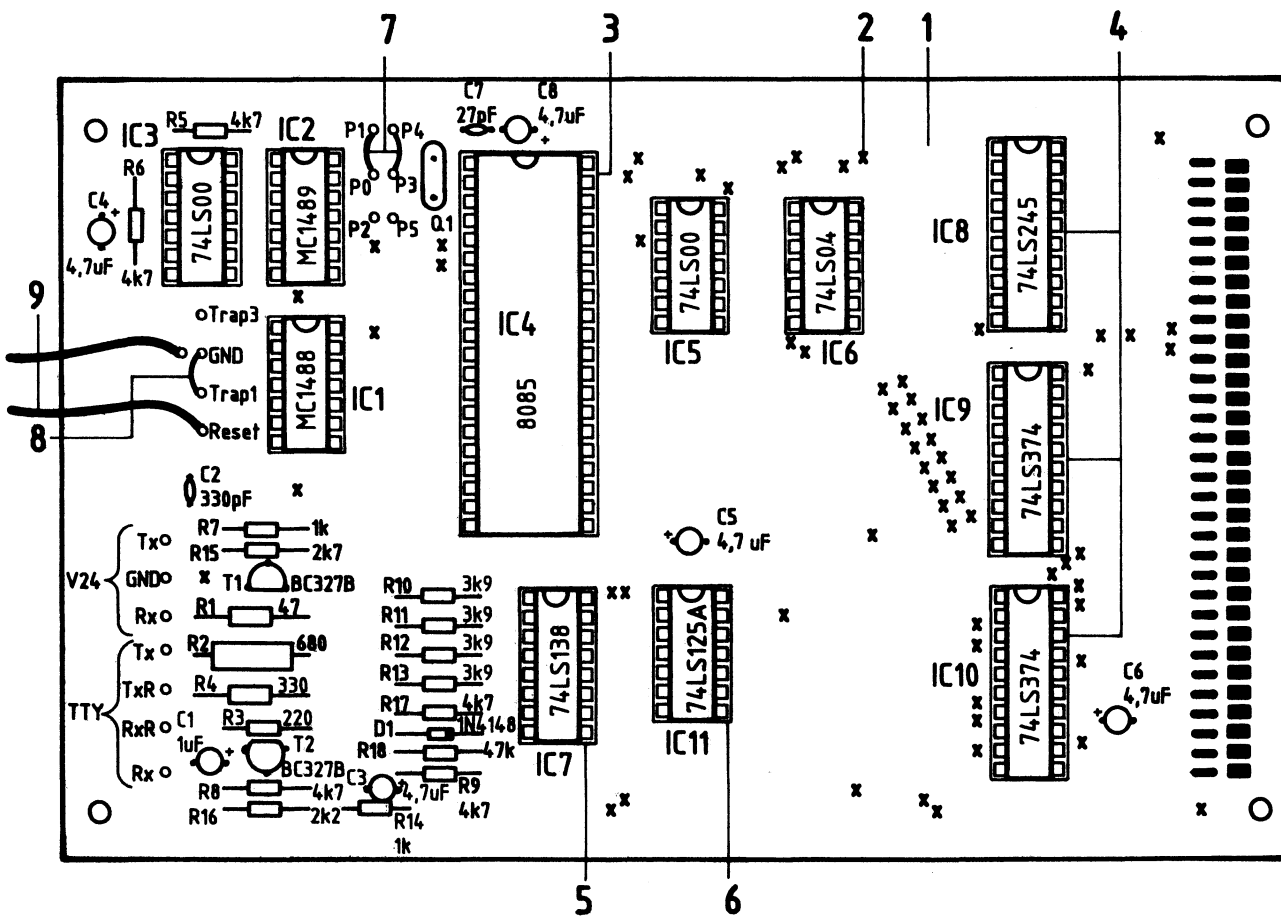 7
3
2
1
4
C7
27pF
C8
4,7uF
+
R5
4k7
IC3
IC2
P1
P4
P0
P3
P2
P5
Q1
R6
4k7
C4
+
4,7uF
74LS00
MC1489
IC4
8085
74LS00
IC5
74LS04
IC6
IC8
74LS245
9
Trap3
GND
Trap1
Reset
8
MC1488
IC1
IC9
74LS374
C2
330pF
C5
+
4,7 uF
R7
1k
R15
2k7
V24
Tx
GND
Rx
T1
BC327B
R1
47
R10
3k9
R11
3k9
R12
3k9
R13
3k9
R17
4k7
D1
1N4148
R18
47k
R9
4k7
74LS138
IC7
74LS125A
IC11
IC10
74LS374
C6
4,7uF
+
TTY
Tx
TxR
RxR
Rx
R2
680
R4
330
R3
220
C1
1uF
+
T2
BC327B
R8
4k7
R16
2k2
C3
+
4,7uF
R14
1k
5
6